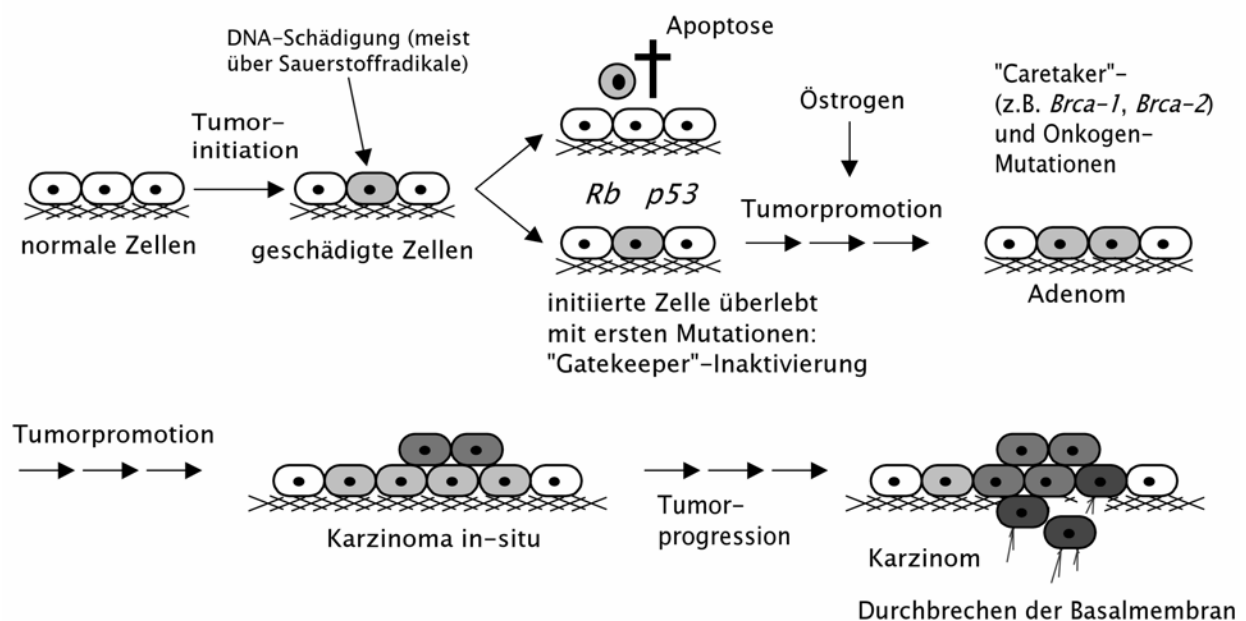 DNA-Schädigung (meist
über Sauerstoffradikale)
Apoptose
Tumor-
initiation
normale Zellen
geschädigte Zellen
Rb p53
initiierte Zelle überlebt
mit ersten Mutationen:
"Gatekeeper"-Inaktivierung
Östrogen
Tumorpromotion
"Caretaker"-
(z.B. Brca-1, Brca-2)
und Onkogen-
Mutationen
Adenom
Tumorpromotion
Karzinoma in-situ
Tumor-
progression
Karzinom
Durchbrechen der Basalmembran